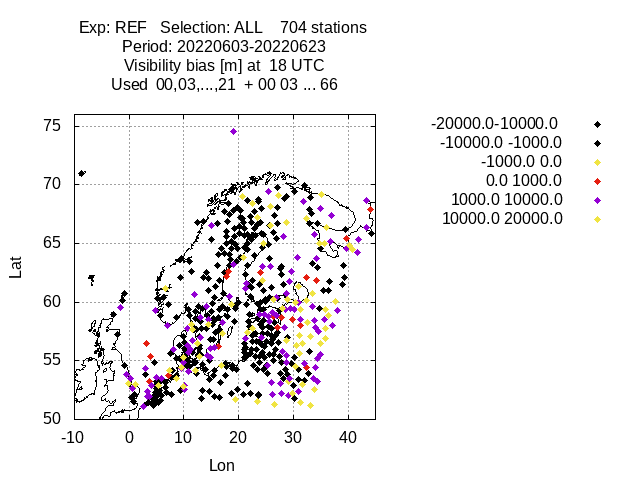 Exp: REF   Selection: ALL    704 stations
Period: 20220603-20220623
Visibility bias [m] at  18 UTC
Used  00,03,...,21  + 00 03 ... 66
-20000.0-10000.0
-10000.0 -1000.0
-1000.0 0.0
0.0 1000.0
1000.0 10000.0
10000.0 20000.0
75
70
65
60
55
50
Lat
-10 0 10 20 30 40
Lon